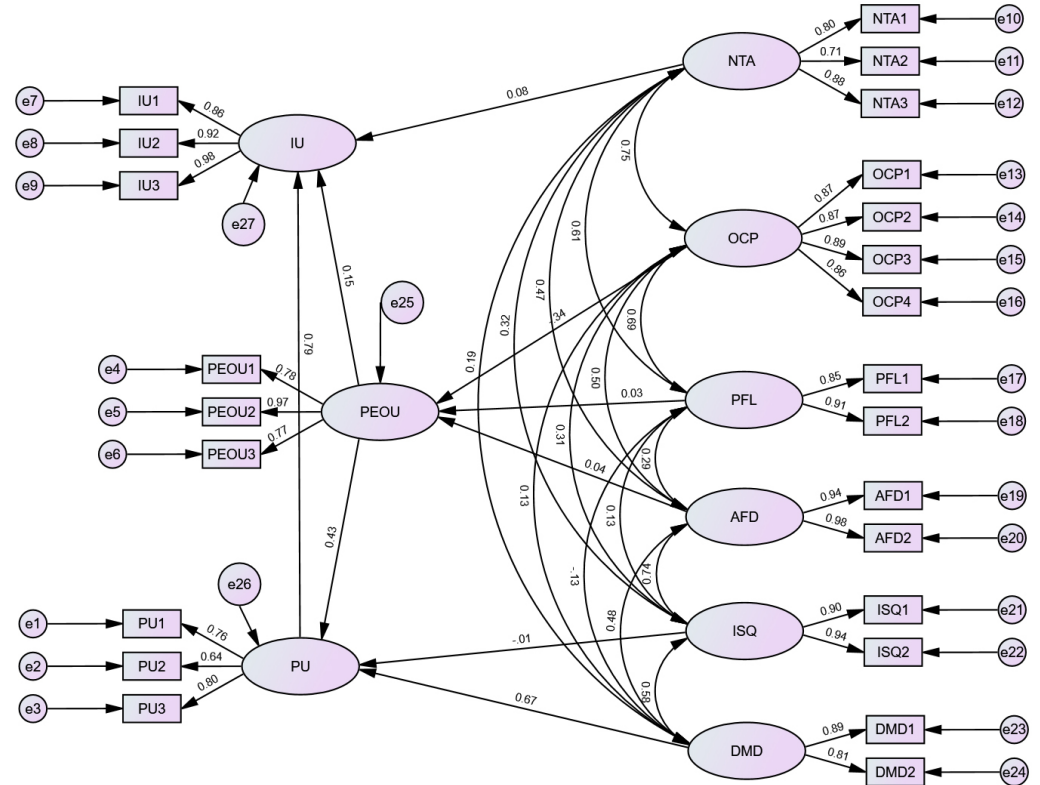 NTA1
e10
0.80
NTA
0.71
NTA2
e11
0.88
NTA3
e12
e7
IU1
0.86
0.08
e8
IU2
0.92
IU
e9
IU3
0.98
e27
0.75
OCP1
e13
0.87
OCP
0.87
OCP2
e14
0.89
OCP3
e15
0.86
OCP4
e16
0.61
0.15
0.47
0.32
e25
.34
0.69
0.79
0.19
e4
PEOU1
0.78
e5
PEOU2
0.97
PEOU
e6
PEOU3
0.77
0.03
0.50
PFL
0.85
PFL1
e17
0.91
PFL2
e18
0.31
0.29
0.04
0.13
0.13
AFD
0.94
AFD1
e19
0.98
AFD2
e20
0.43
-.13
0.74
e26
0.48
e1
PU1
0.76
e2
PU2
0.64
PU
e3
PU3
0.80
-.01
ISQ
0.90
ISQ1
e21
0.94
ISQ2
e22
0.67
0.58
DMD
0.89
DMD1
e23
0.81
DMD2
e24